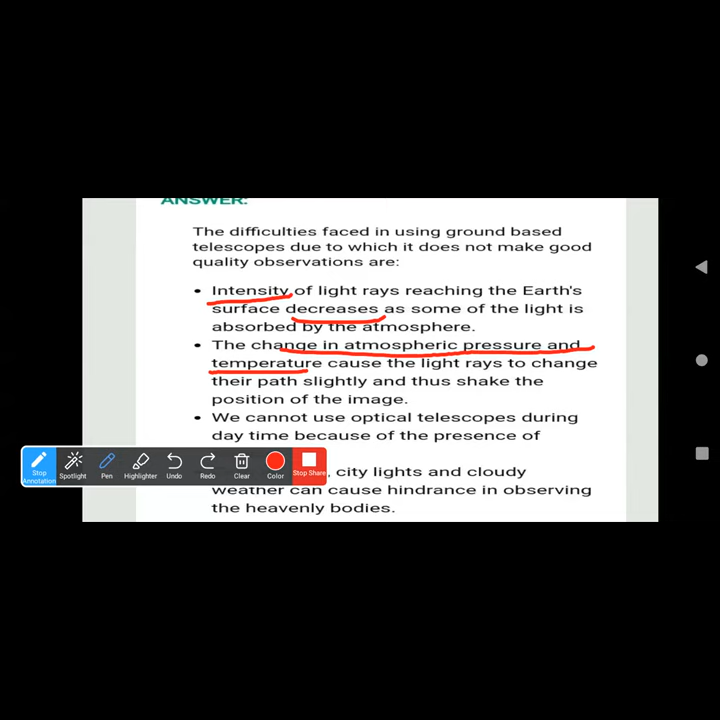 ANSWER:
The difficulties faced in using ground based
telescopes due to which it does not make good
quality observations are:
• Intensity of light rays reaching the Earth's
surface decreases as some of the light is
absorbed by the atmosphere.
• The change in atmospheric pressure and
temperature cause the light rays to change
their path slightly and thus shake the
position of the image.
• We cannot use optical telescopes during
day time because of the presence of
, city lights and cloudy
weather can cause hindrance in observing
the heavenly bodies.
Stop Annotation
Spotlight
Pen
Highlighter
Undo
Redo
Clear
Color
Stop Share